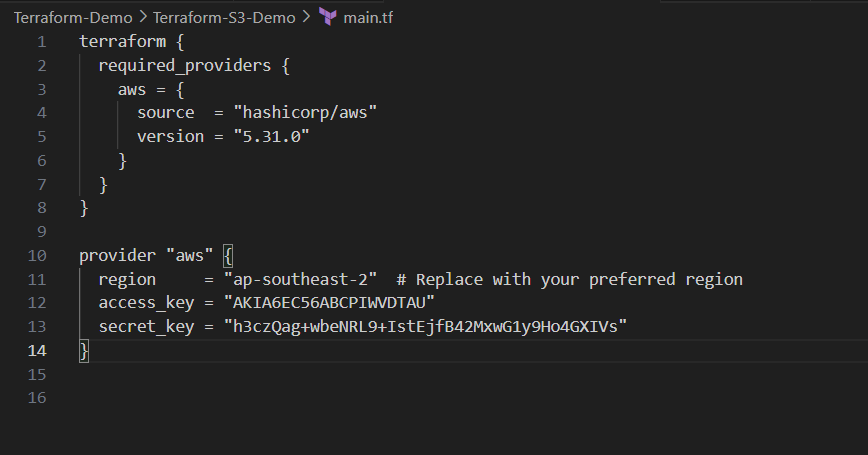 Terraform-Demo > Terraform-S3-Demo > main.tf
1 terraform {
2   required_providers {
3     aws = {
4       source  = "hashicorp/aws"
5       version = "5.31.0"
6     }
7   }
8 }
9
10 provider "aws" {
11   region     = "ap-southeast-2"  # Replace with your preferred region
12   access_key = "AKIA6EC56ABCPIWVDTAU"
13   secret_key = "h3czQag+wbeNRL9+IstEjfB42MxwG1y9Ho4GXIVs"
14 }
15
16